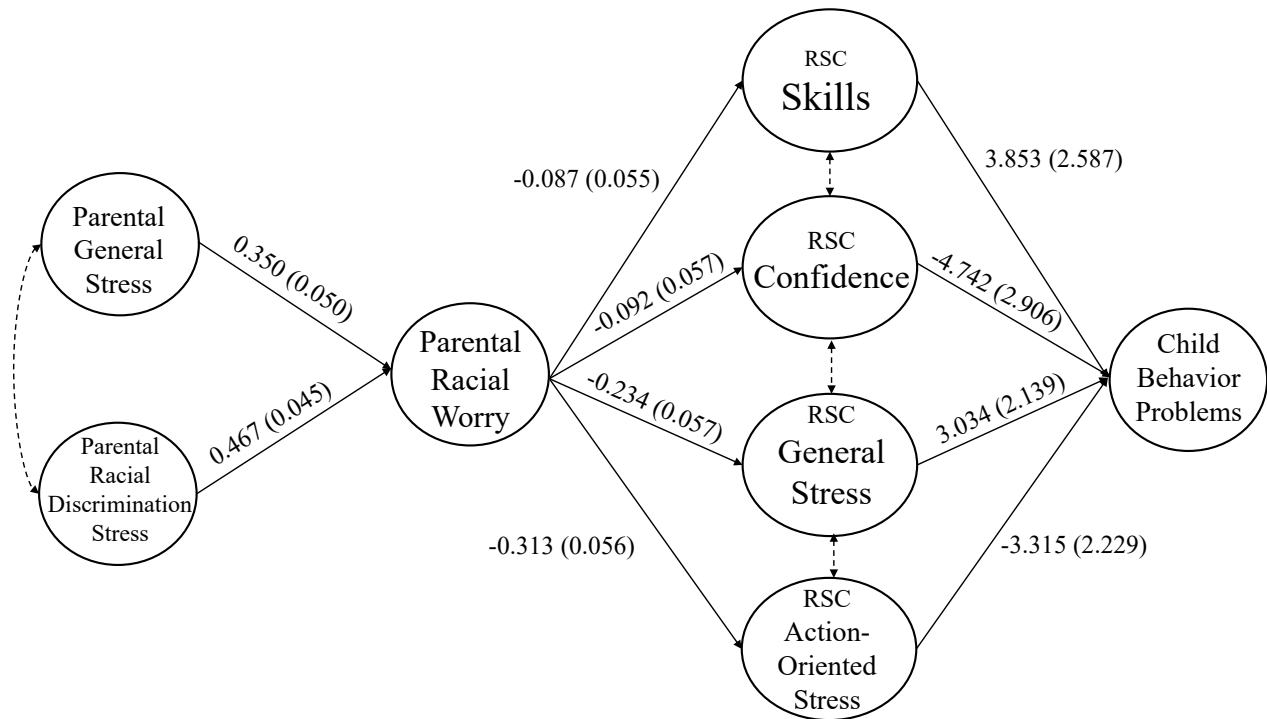 Parental
General
Stress
Parental
Racial
Discrimination
Stress
0.350 (0.050)
0.467 (0.045)
Parental
Racial
Worry
-0.087 (0.055)
-0.092 (0.057)
-0.234 (0.057)
-0.313 (0.056)
RSC
Skills
RSC
Confidence
RSC
General
Stress
RSC
Action-
Oriented
Stress
3.853 (2.587)
-4.742 (2.906)
3.034 (2.139)
-3.315 (2.229)
Child
Behavior
Problems